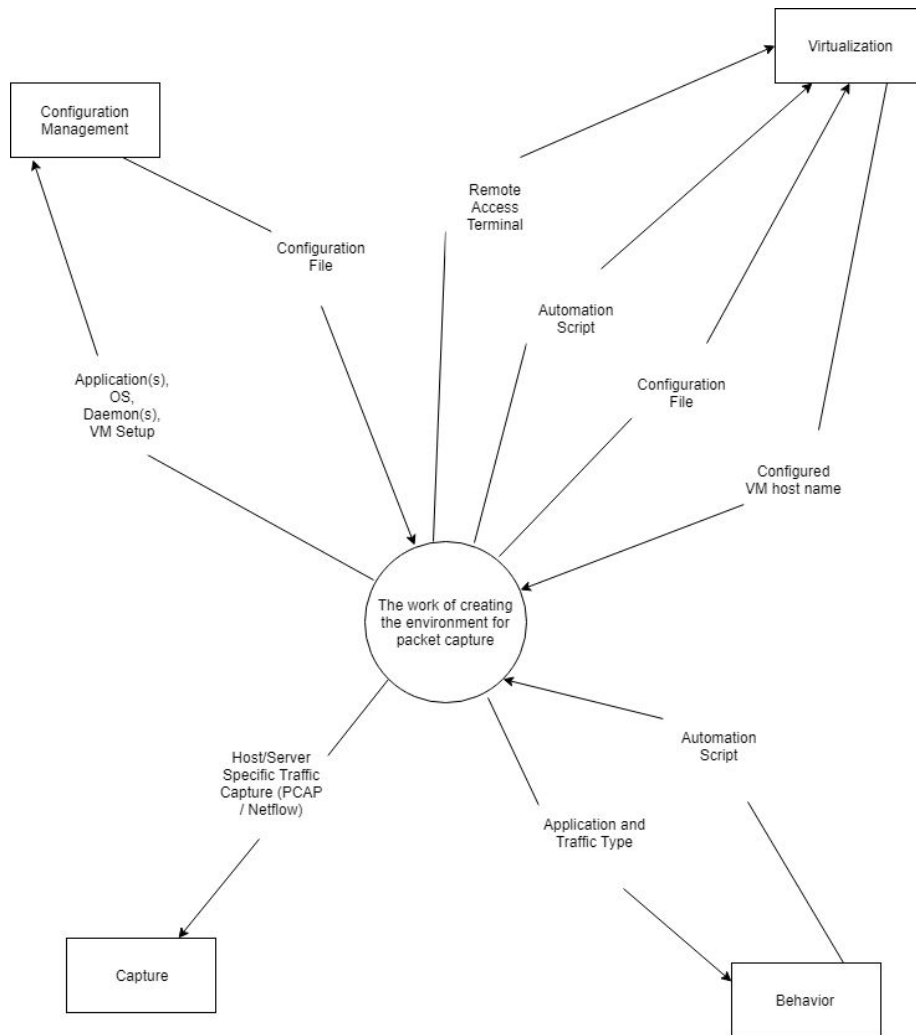 Virtualization
Configuration
Management
Remote
Access
Terminal
Configuration
File
Automation
Script
Application(s),
OS,
Daemon(s),
VM Setup
Configuration
File
Configured
VM host name
The work of creating
the environment for
packet capture
Automation
Script
Host/Server
Specific Traffic
Capture (PCAP
/ Netflow)
Application and
Traffic Type
Capture
Behavior